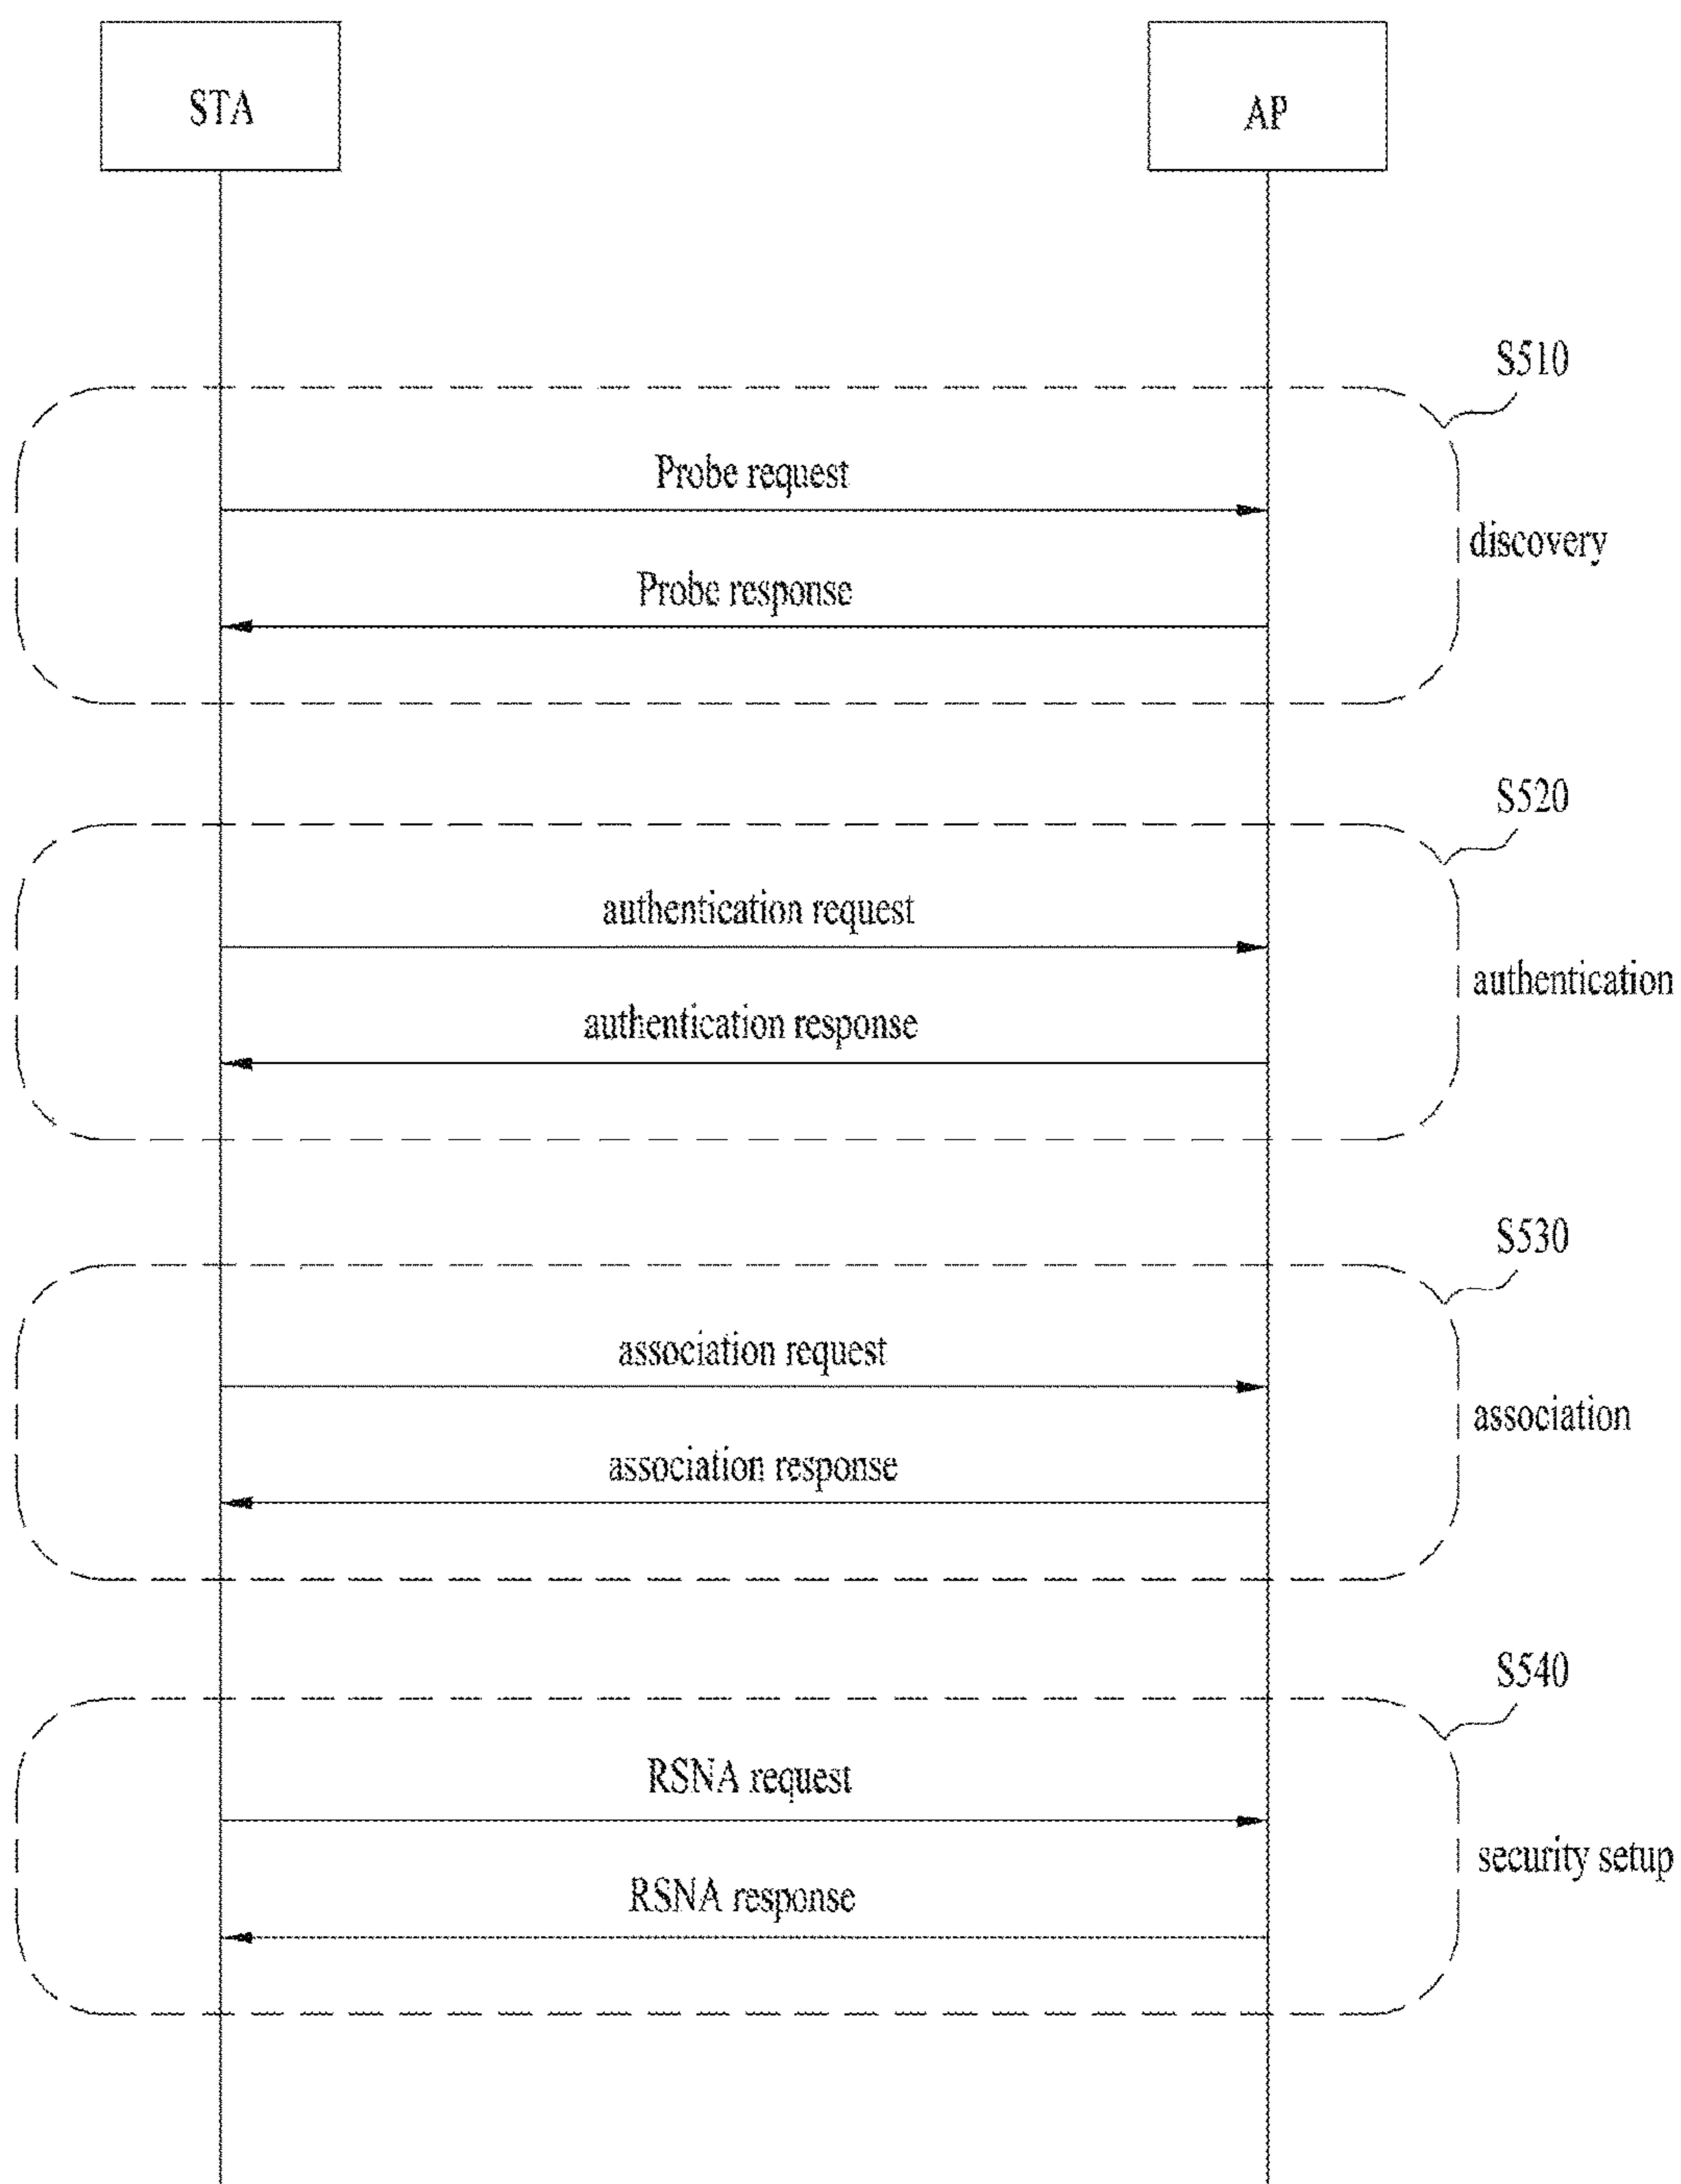 STA
AP
S510
Probe request
discovery
Probe response
S520
authentication request
authentication
authentication response
S530
association request
association
association response
S540
RSNA request
security setup
RSNA response